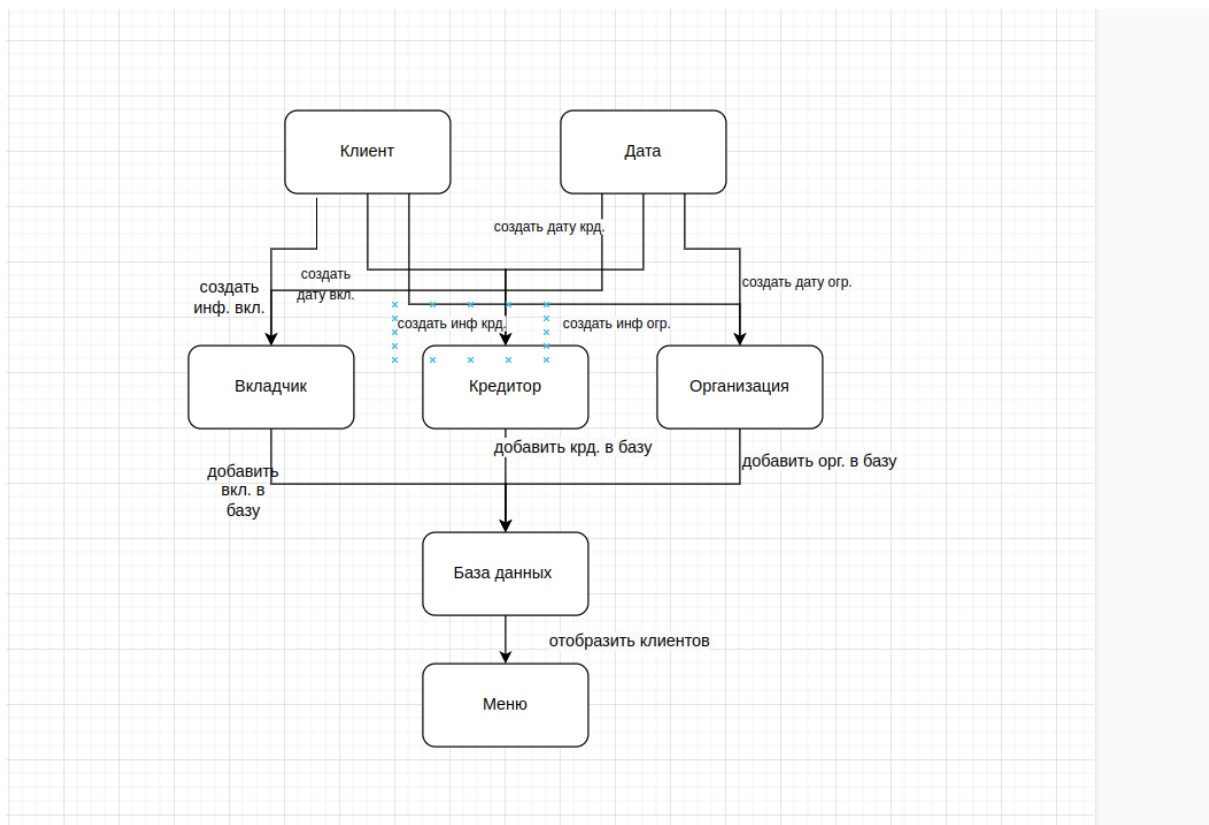 Клиент
Дата
создать дату крд.
создать
дату вкл.
создать дату огр.
создать
инф. вкл.
создать инф крд.
создать инф огр.
Вкладчик
Кредитор
Организация
добавить крд. в базу
добавить орг. в базу
добавить
вкл. в
базу
База данных
отобразить клиентов
Меню